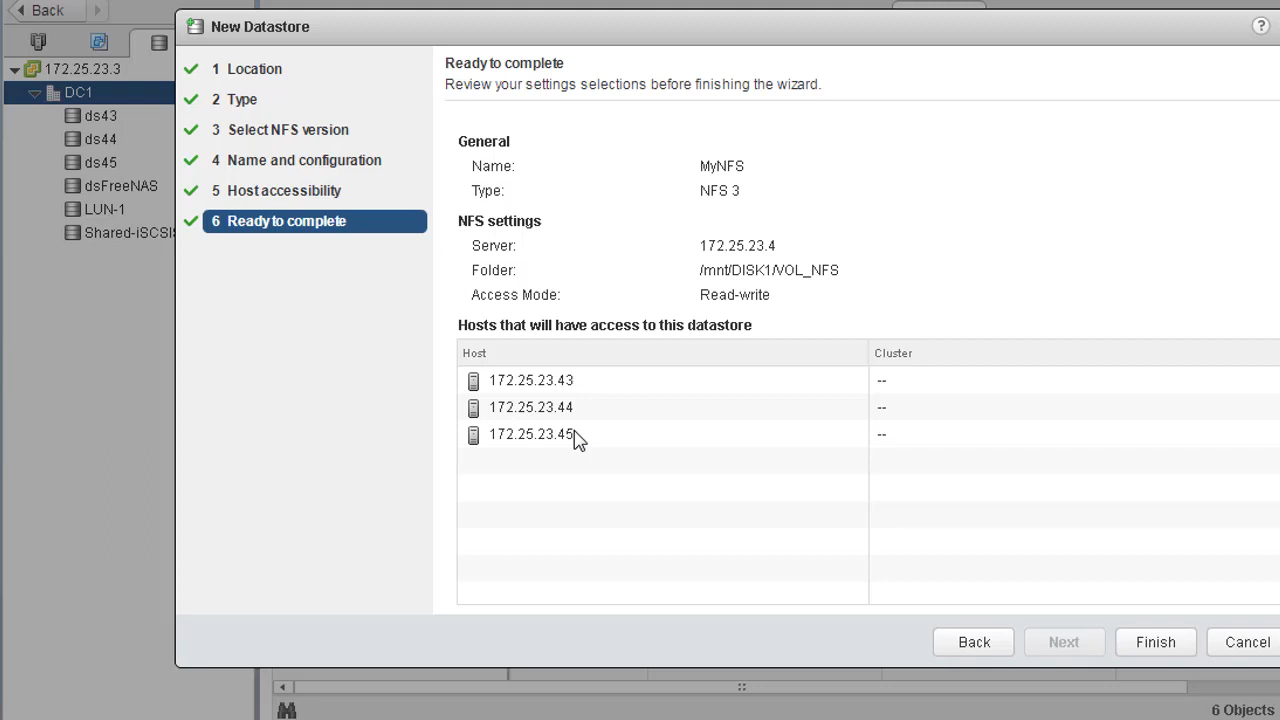 Back
172.25.23.3
DC1
ds43
ds44
ds45
dsFreeNAS
LUN-1
Shared-iSCSIS
New Datastore
?
1 Location
2 Type
3 Select NFS version
4 Name and configuration
5 Host accessibility
6 Ready to complete
Ready to complete
Review your settings selections before finishing the wizard.
General
Name: MyNFS
Type: NFS 3
NFS settings
Server: 172.25.23.4
Folder: /mnt/DISK1/VOL_NFS
Access Mode: Read-write
Hosts that will have access to this datastore
Host Cluster
172.25.23.43 --
172.25.23.44 --
172.25.23.45 --
Back Next Finish Cancel
6 Objects